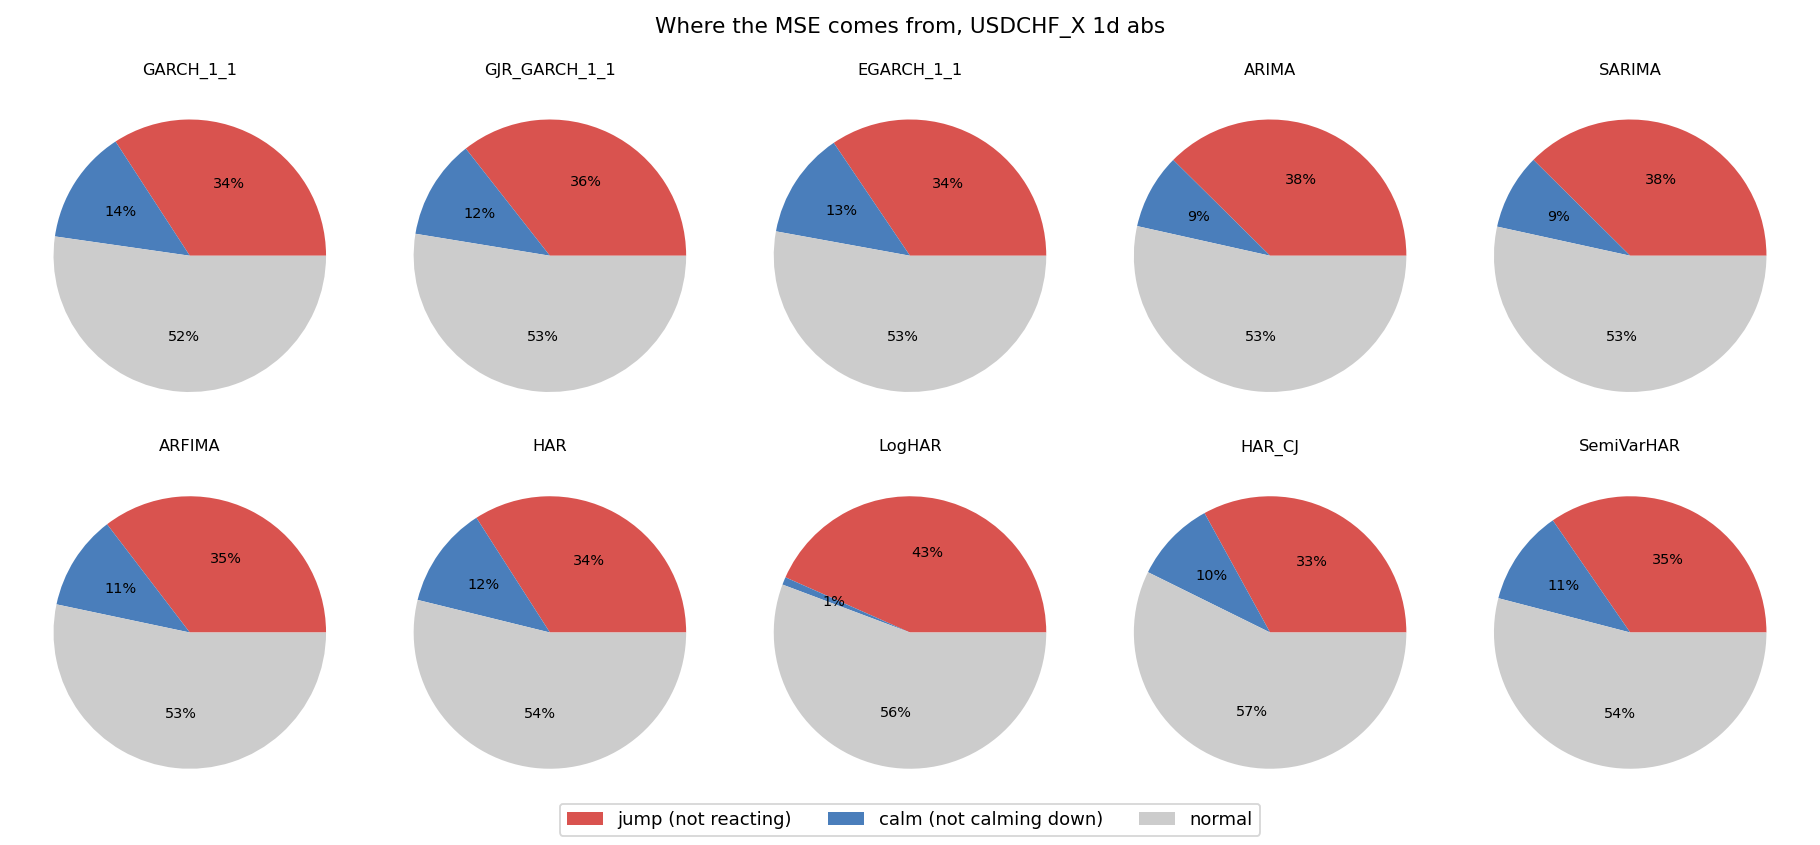 Where the MSE comes from, USDCHF_X 1d abs
GARCH_1_1
GJR_GARCH_1_1
EGARCH_1_1
ARIMA
SARIMA
34%
14%
52%
36%
12%
53%
34%
13%
53%
38%
9%
53%
38%
9%
53%
ARFIMA
HAR
LogHAR
HAR_CJ
SemiVarHAR
35%
11%
53%
34%
12%
54%
43%
1%
56%
33%
10%
57%
35%
11%
54%
jump (not reacting)
calm (not calming down)
normal